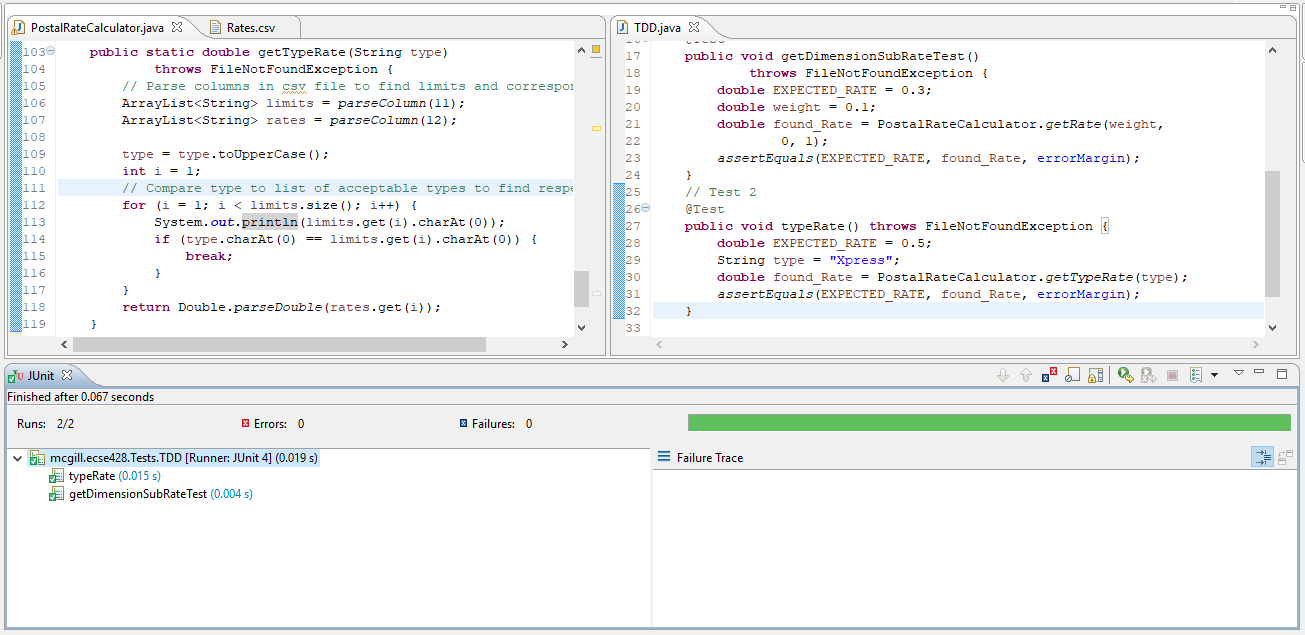 PostalRateCalculator.java
Rates.csv
103 public static double getTypeRate(String type)
104 throws FileNotFoundException {
105 // Parse columns in csv file to find limits and correspon
106 ArrayList<String> limits = parseColumn(11);
107 ArrayList<String> rates = parseColumn(12);
108
109 type = type.toUpperCase();
110 int i = 1;
111 // Compare type to list of acceptable types to find respe
112 for (i = 1; i < limits.size(); i++) {
113 System.out.println(limits.get(i).charAt(0));
114 if (type.charAt(0) == limits.get(i).charAt(0)) {
115 break;
116 }
117 }
118 return Double.parseDouble(rates.get(i));
119 }
TDD.java
17 public void getDimensionSubRateTest()
18 throws FileNotFoundException {
19 double EXPECTED_RATE = 0.3;
20 double weight = 0.1;
21 double found_Rate = PostalRateCalculator.getRate(weight,
22 0, 1);
23 assertEquals(EXPECTED_RATE, found_Rate, errorMargin);
24 }
25 // Test 2
26 @Test
27 public void typeRate() throws FileNotFoundException {
28 double EXPECTED_RATE = 0.5;
29 String type = "Xpress";
30 double found_Rate = PostalRateCalculator.getTypeRate(type);
31 assertEquals(EXPECTED_RATE, found_Rate, errorMargin);
32 }
33
JUnit
Finished after 0.067 seconds
Runs: 2/2 Errors: 0 Failures: 0
mcgill.ecse428.Tests.TDD [Runner: JUnit 4] (0.019 s)
typeRate (0.015 s)
getDimensionSubRateTest (0.004 s)
Failure Trace